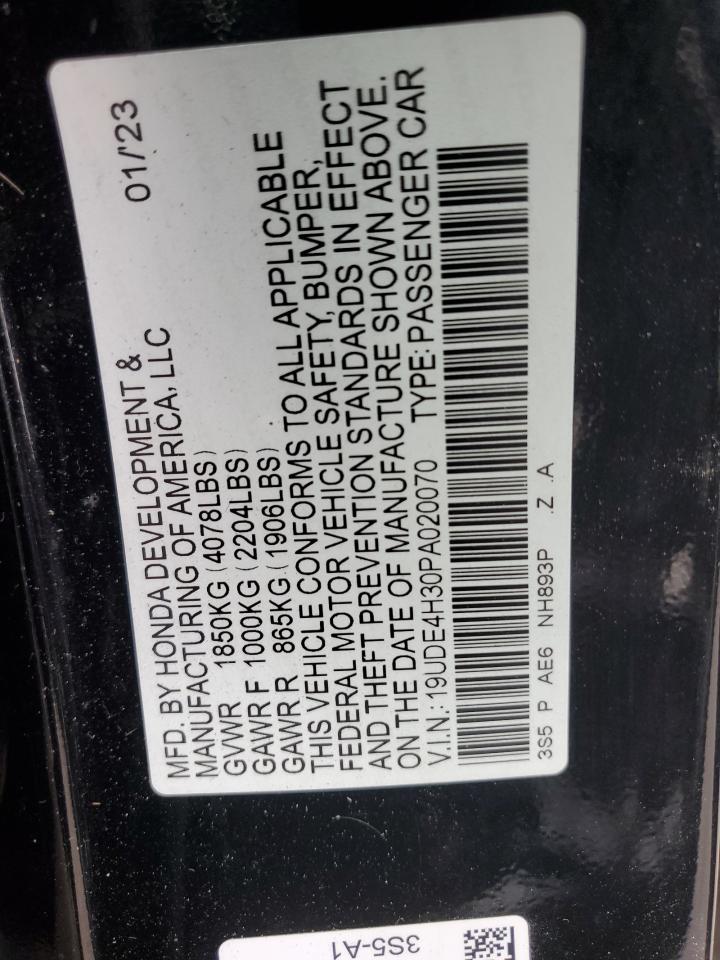 MFD. BY HONDA DEVELOPMENT & 01/'23
MANUFACTURING OF AMERICA, LLC
GVWR 1850KG (4078LBS)
GAWR F 1000KG (2204LBS)
GAWR R 865KG (1906LBS)
THIS VEHICLE CONFORMS TO ALL APPLICABLE
FEDERAL MOTOR VEHICLE SAFETY, BUMPER,
AND THEFT PREVENTION STANDARDS IN EFFECT
ON THE DATE OF MANUFACTURE SHOWN ABOVE.
V.I.N.: 19UDE4H30PA020070 TYPE: PASSENGER CAR
3S5 P AE6 NH893P .Z .A
3S5-A1